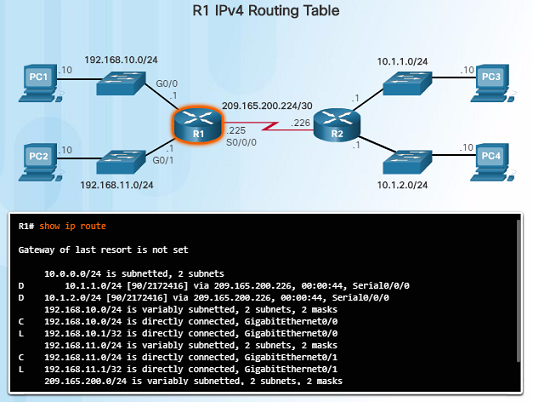 R1 IPv4 Routing Table
192.168.10.0/24
10.1.1.0/24
PC1
.10
G0/0
.1
209.165.200.224/30
.1
.10
PC3
R1
.225
S0/0/0
.226
R2
PC2
.10
.1
G0/1
.1
.10
PC4
192.168.11.0/24
10.1.2.0/24
R1# show ip route
Gateway of last resort is not set
10.0.0.0/24 is subnetted, 2 subnets
D 10.1.1.0/24 [90/2172416] via 209.165.200.226, 00:00:44, Serial0/0/0
D 10.1.2.0/24 [90/2172416] via 209.165.200.226, 00:00:44, Serial0/0/0
192.168.10.0/24 is variably subnetted, 2 subnets, 2 masks
C 192.168.10.0/24 is directly connected, GigabitEthernet0/0
L 192.168.10.1/32 is directly connected, GigabitEthernet0/0
192.168.11.0/24 is variably subnetted, 2 subnets, 2 masks
C 192.168.11.0/24 is directly connected, GigabitEthernet0/1
L 192.168.11.1/32 is directly connected, GigabitEthernet0/1
209.165.200.0/24 is variably subnetted, 2 subnets, 2 masks